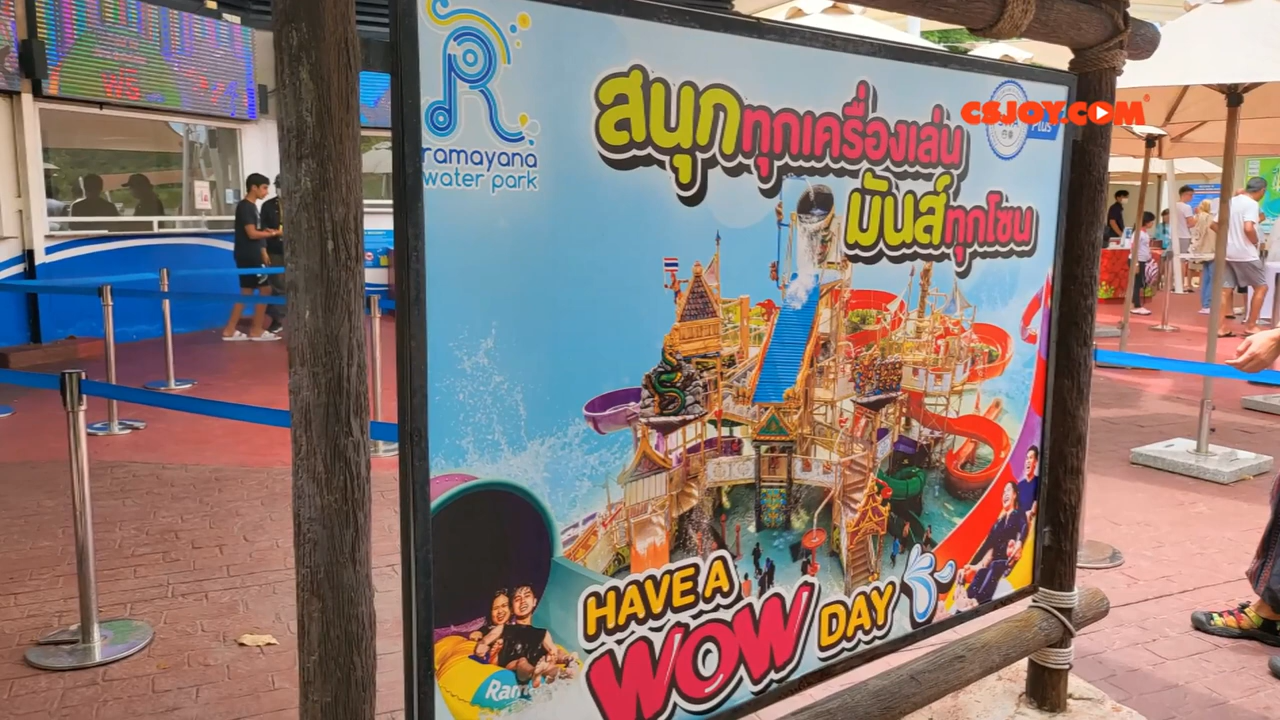 ramayana
water park
สนุกทุกเครื่องเล่น
มันส์ทุกโซน
CSJOY.COM
Plus
HAVE A
WOW DAY